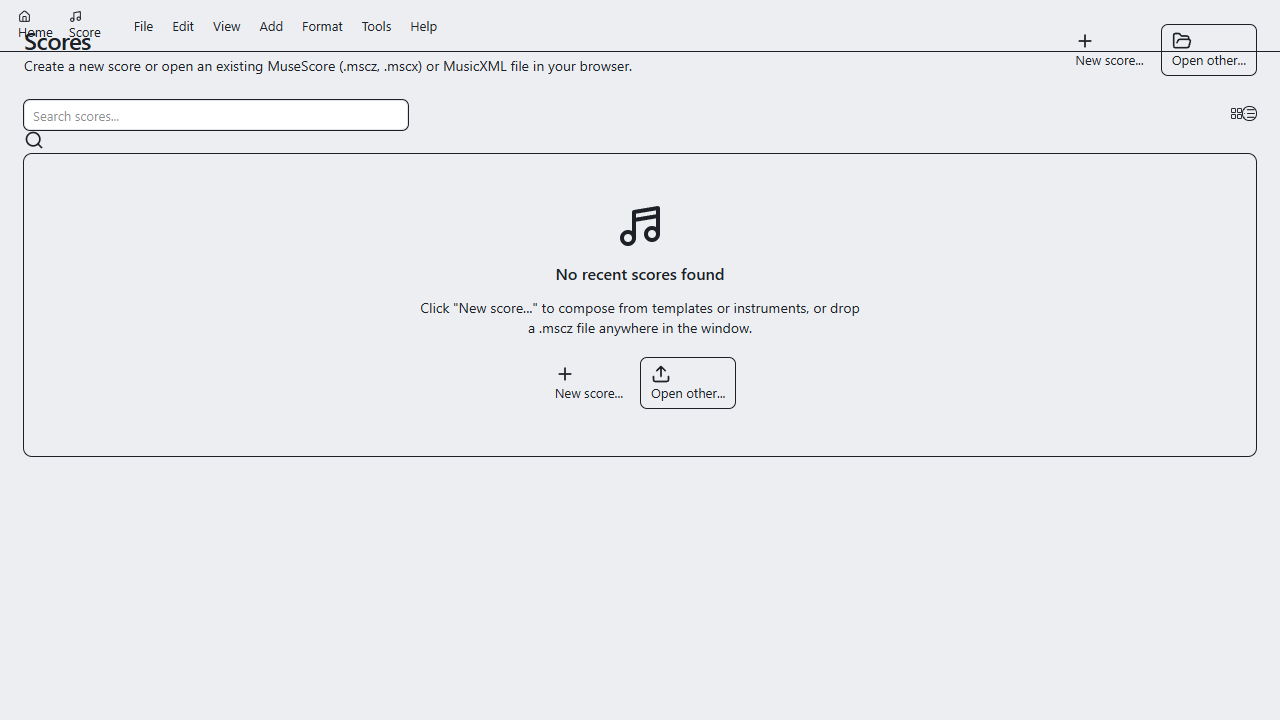 Home Score File Edit View Add Format Tools Help
Scores
Create a new score or open an existing MuseScore (.mscz, .mscx) or MusicXML file in your browser.
New score... Open other...
Search scores...
No recent scores found
Click "New score..." to compose from templates or instruments, or drop
a .mscz file anywhere in the window.
New score... Open other...